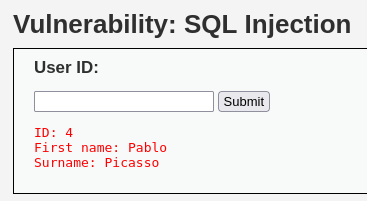 Vulnerability: SQL Injection
User ID:
Submit
ID: 4
First name: Pablo
Surname: Picasso